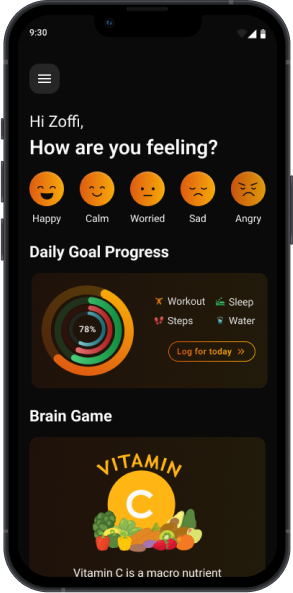 9:30
Hi Zoffi,
How are you feeling?
Happy Calm Worried Sad Angry
Daily Goal Progress
78%
Workout Sleep
Steps Water
Log for today
Brain Game
VITAMIN
C
Vitamin C is a macro nutrient